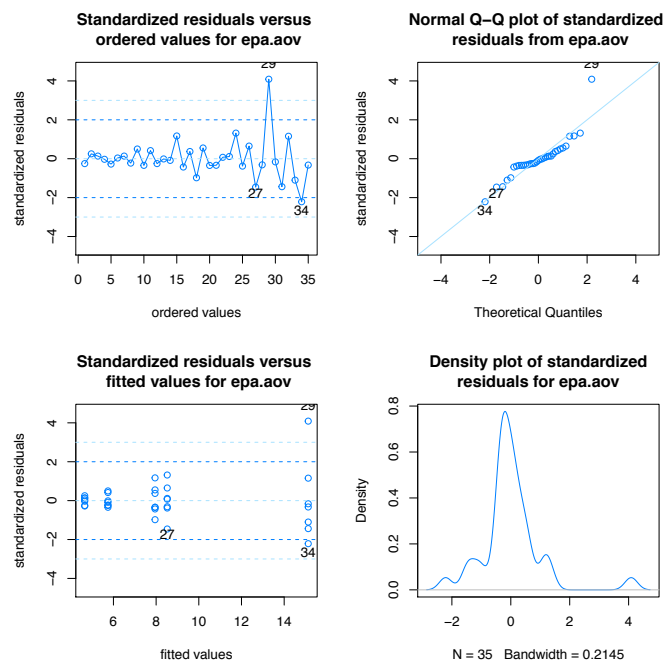 Standardized residuals versus
ordered values for epa.aov
standardized residuals
4
2
0
−2
−4
29
27
34
0 5 10 15 20 25 30 35
ordered values
Normal Q−Q plot of standardized
residuals from epa.aov
standardized residuals
4
2
0
−2
−4
29
27
34
−4 −2 0 2 4
Theoretical Quantiles
Standardized residuals versus
fitted values for epa.aov
standardized residuals
4
2
0
−2
−4
29
27
34
6 8 10 12 14
fitted values
Density plot of standardized
residuals for epa.aov
Density
0.8
0.6
0.4
0.2
0.0
−2 0 2 4
N = 35 Bandwidth = 0.2145